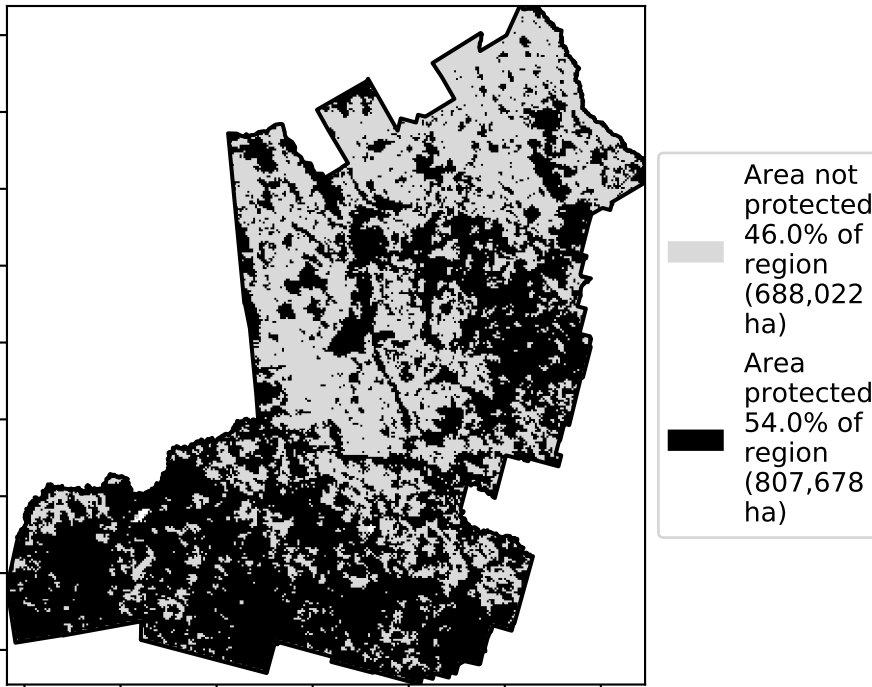 Area not
protected
46.0% of
region
(688,022
ha)
Area
protected
54.0% of
region
(807,678
ha)